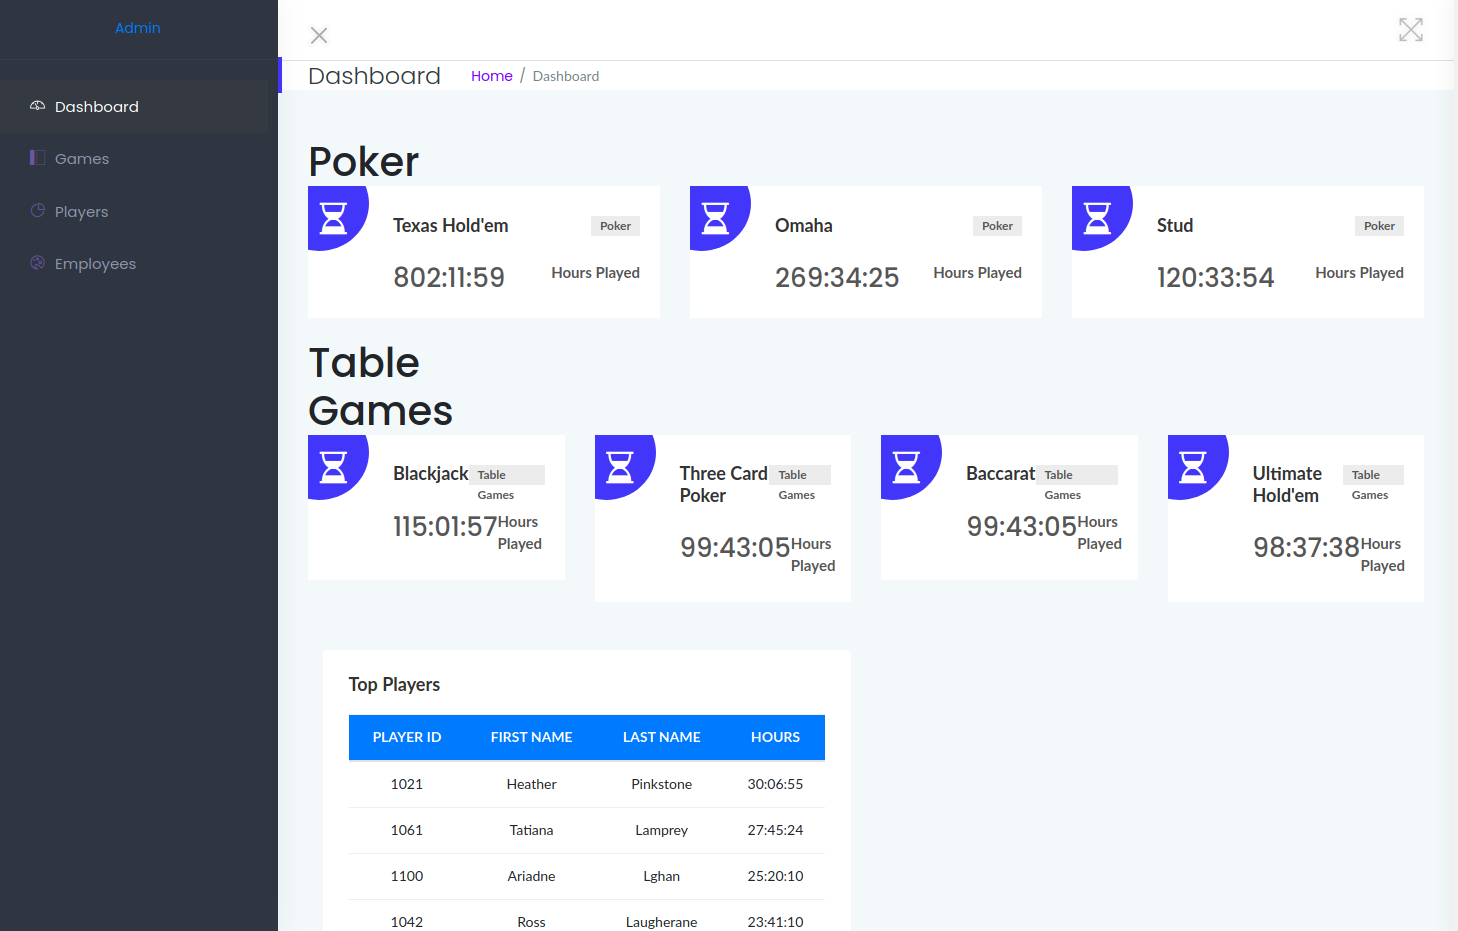 Admin
Dashboard
Games
Players
Employees
Dashboard Home / Dashboard
Poker
Texas Hold'em Poker
802:11:59 Hours Played
Omaha Poker
269:34:25 Hours Played
Stud Poker
120:33:54 Hours Played
Table
Games
Blackjack Table
Games
115:01:57 Hours
Played
Three Card Table
Poker Games
99:43:05 Hours
Played
Baccarat Table
Games
99:43:05 Hours
Played
Ultimate Table
Hold'em Games
98:37:38 Hours
Played
Top Players
PLAYER ID FIRST NAME LAST NAME HOURS
1021 Heather Pinkstone 30:06:55
1061 Tatiana Lamprey 27:45:24
1100 Ariadne Lghan 25:20:10
1042 Ross Laugherane 23:41:10